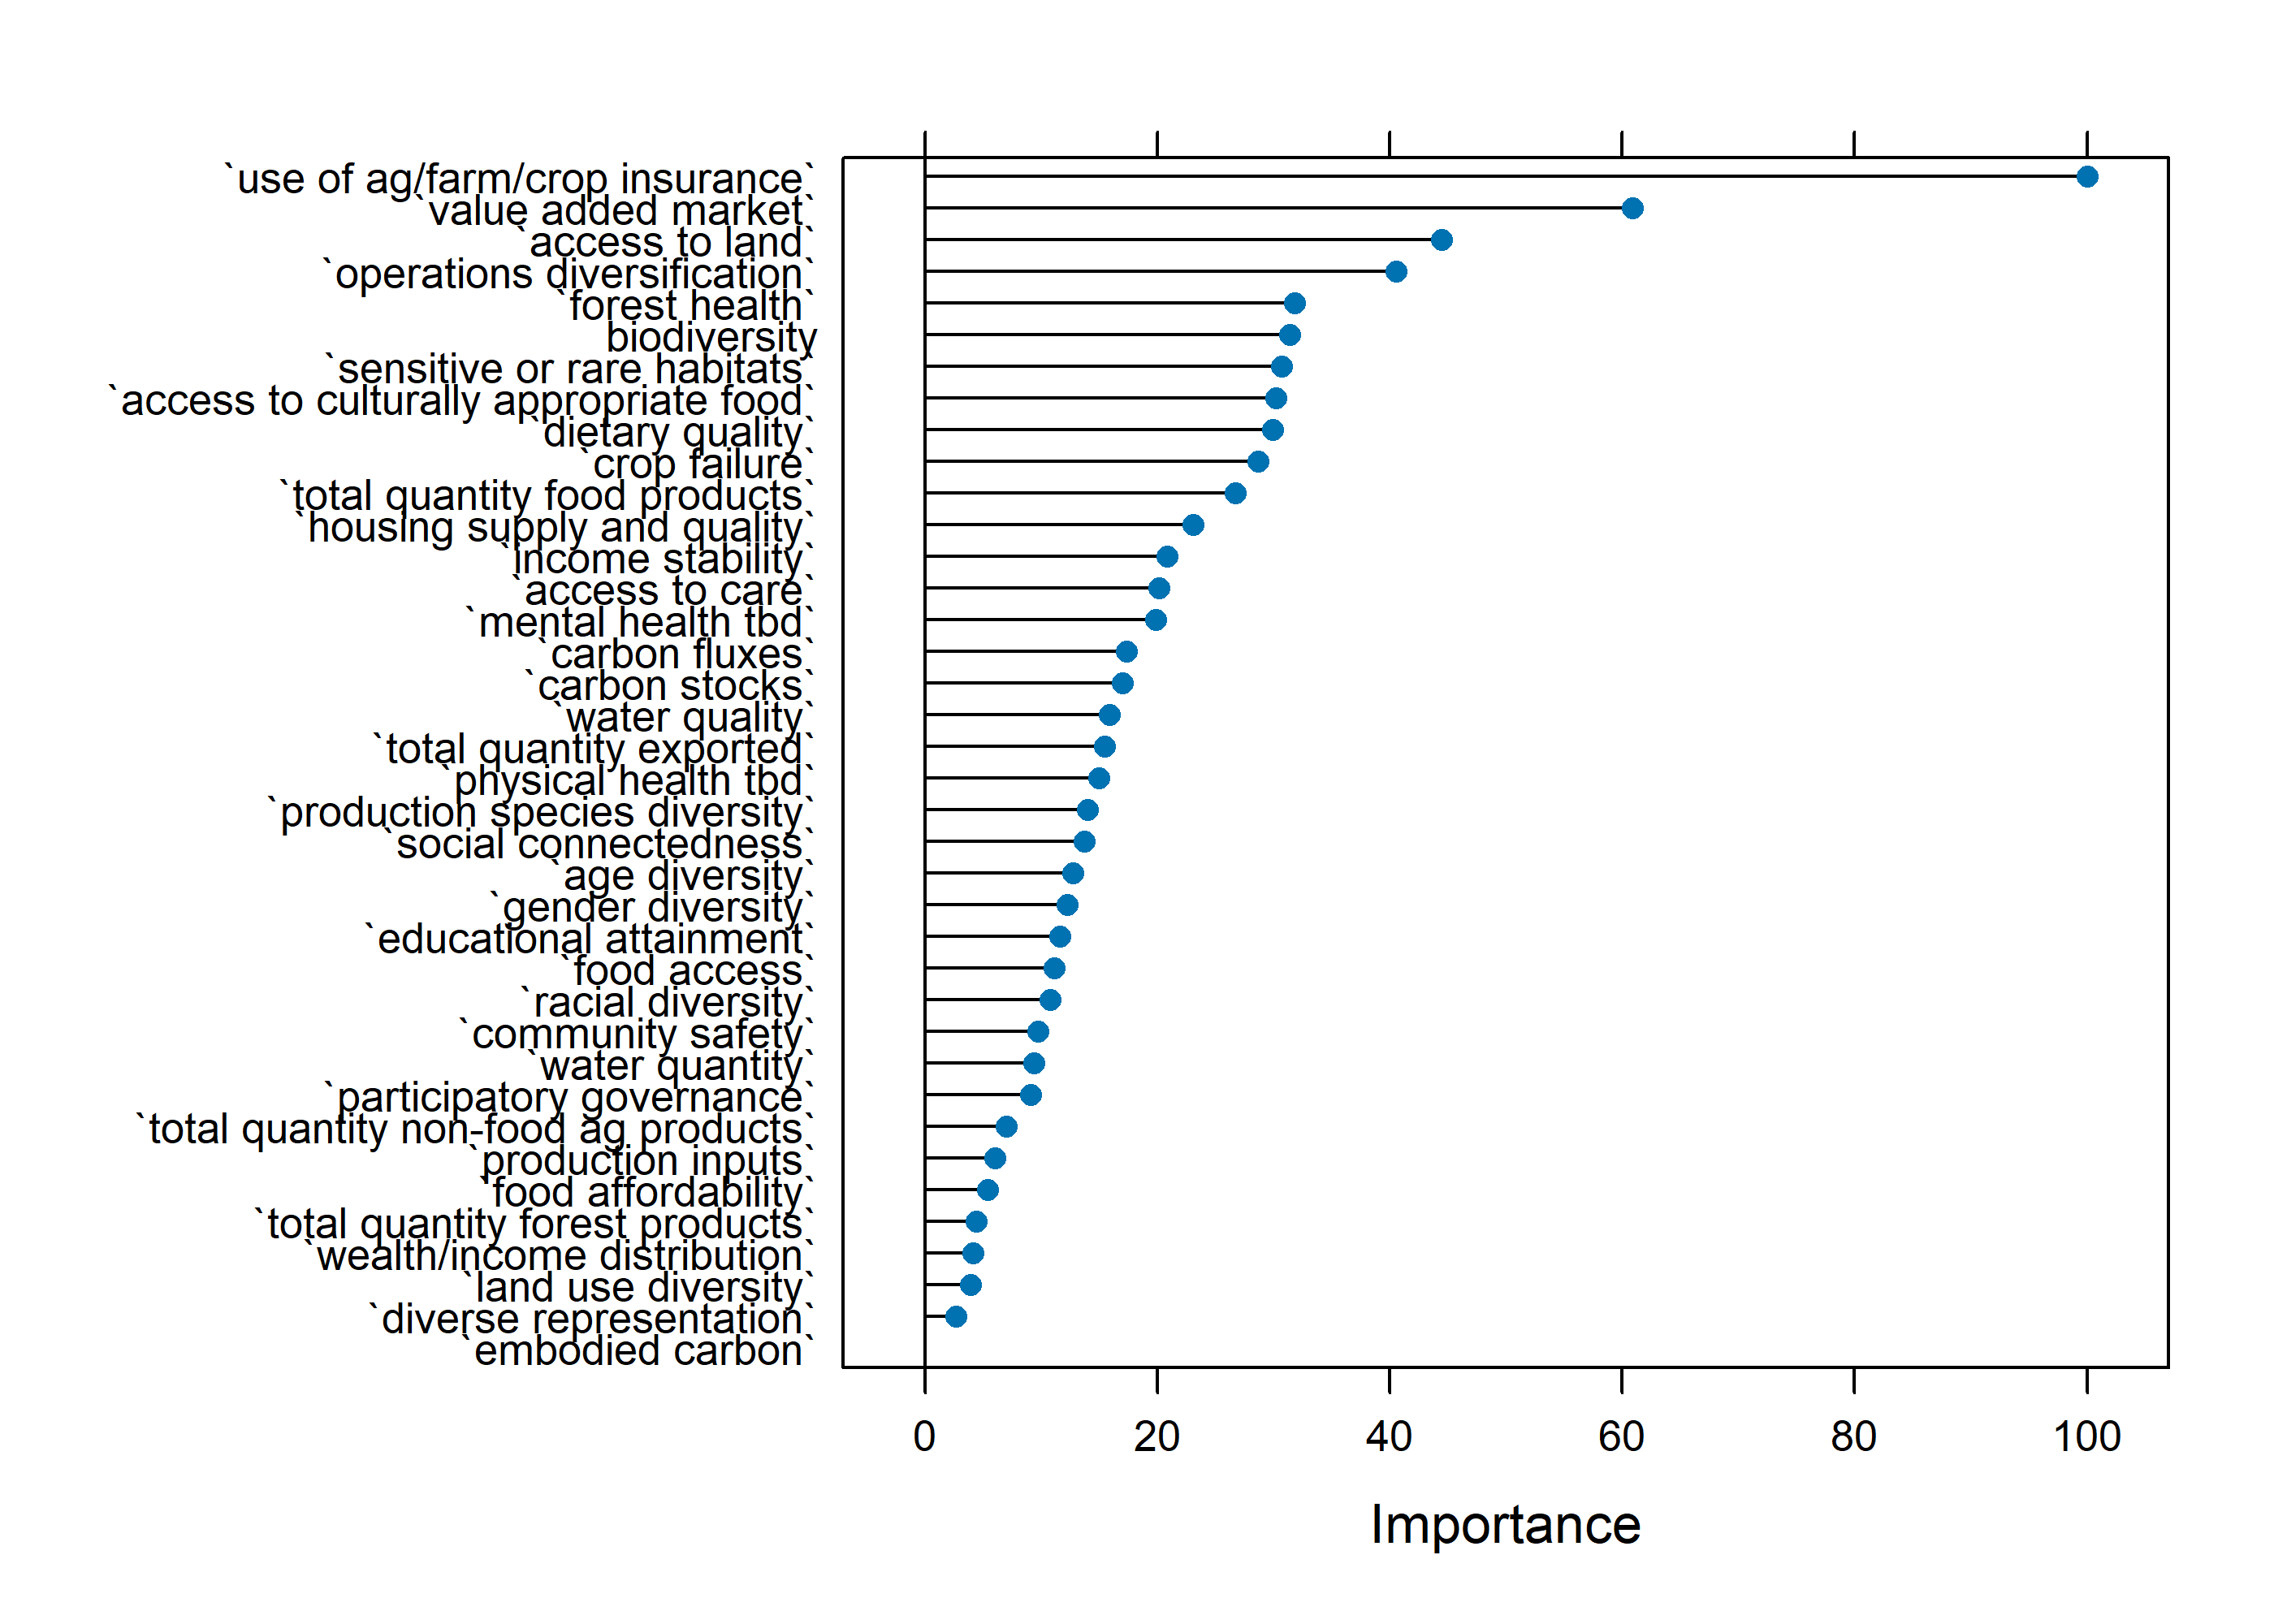 `use of ag/farm/crop insurance`
`value added market`
`access to land`
`operations diversification`
`forest health`
biodiversity
`sensitive or rare habitats`
`access to culturally appropriate food`
`dietary quality`
`crop failure`
`total quantity food products`
`housing supply and quality`
`income stability`
`access to care`
`mental health tbd`
`carbon fluxes`
`carbon stocks`
`water quality`
`total quantity exported`
`physical health tbd`
`production species diversity`
`social connectedness`
`age diversity`
`gender diversity`
`educational attainment`
`food access`
`racial diversity`
`community safety`
`water quantity`
`participatory governance`
`total quantity non-food ag products`
`production inputs`
`food affordability`
`total quantity forest products`
`wealth/income distribution`
`land use diversity`
`diverse representation`
`embodied carbon`
0 20 40 60 80 100
Importance